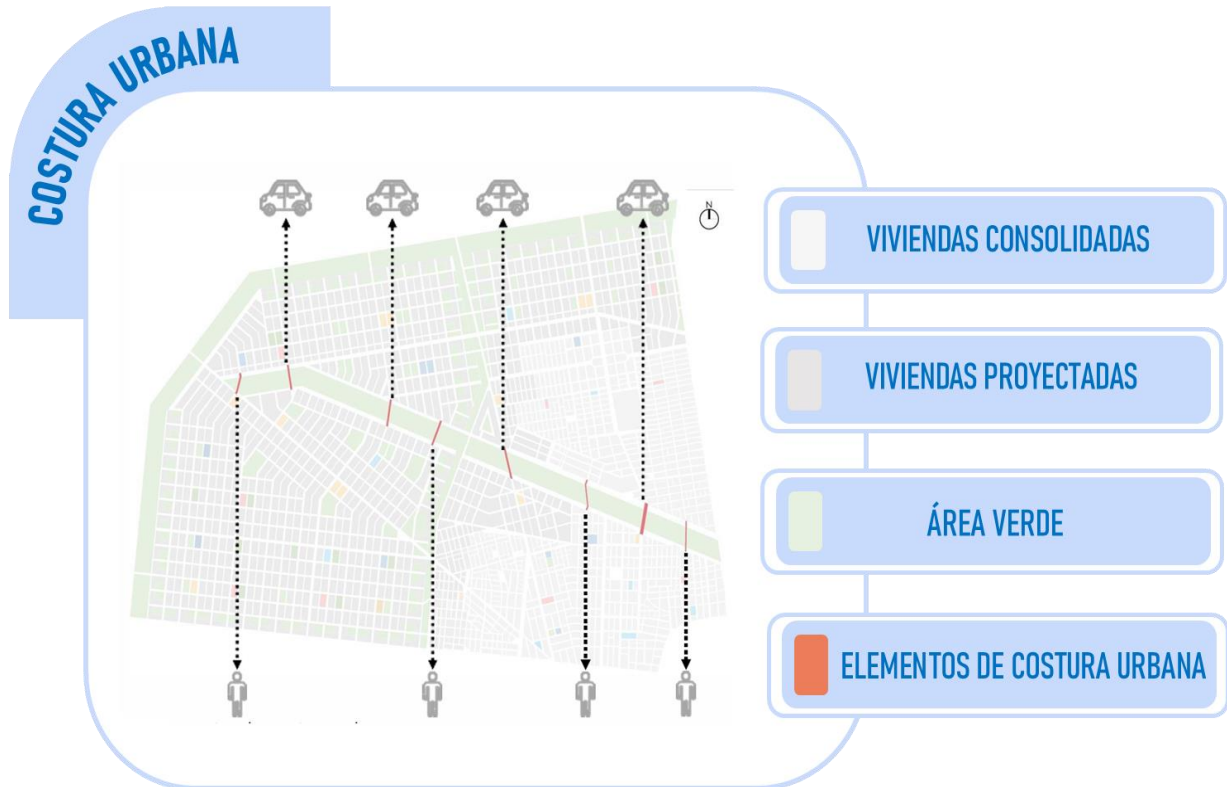 COSTURA URBANA
N
VIVIENDAS CONSOLIDADAS
VIVIENDAS PROYECTADAS
ÁREA VERDE
ELEMENTOS DE COSTURA URBANA